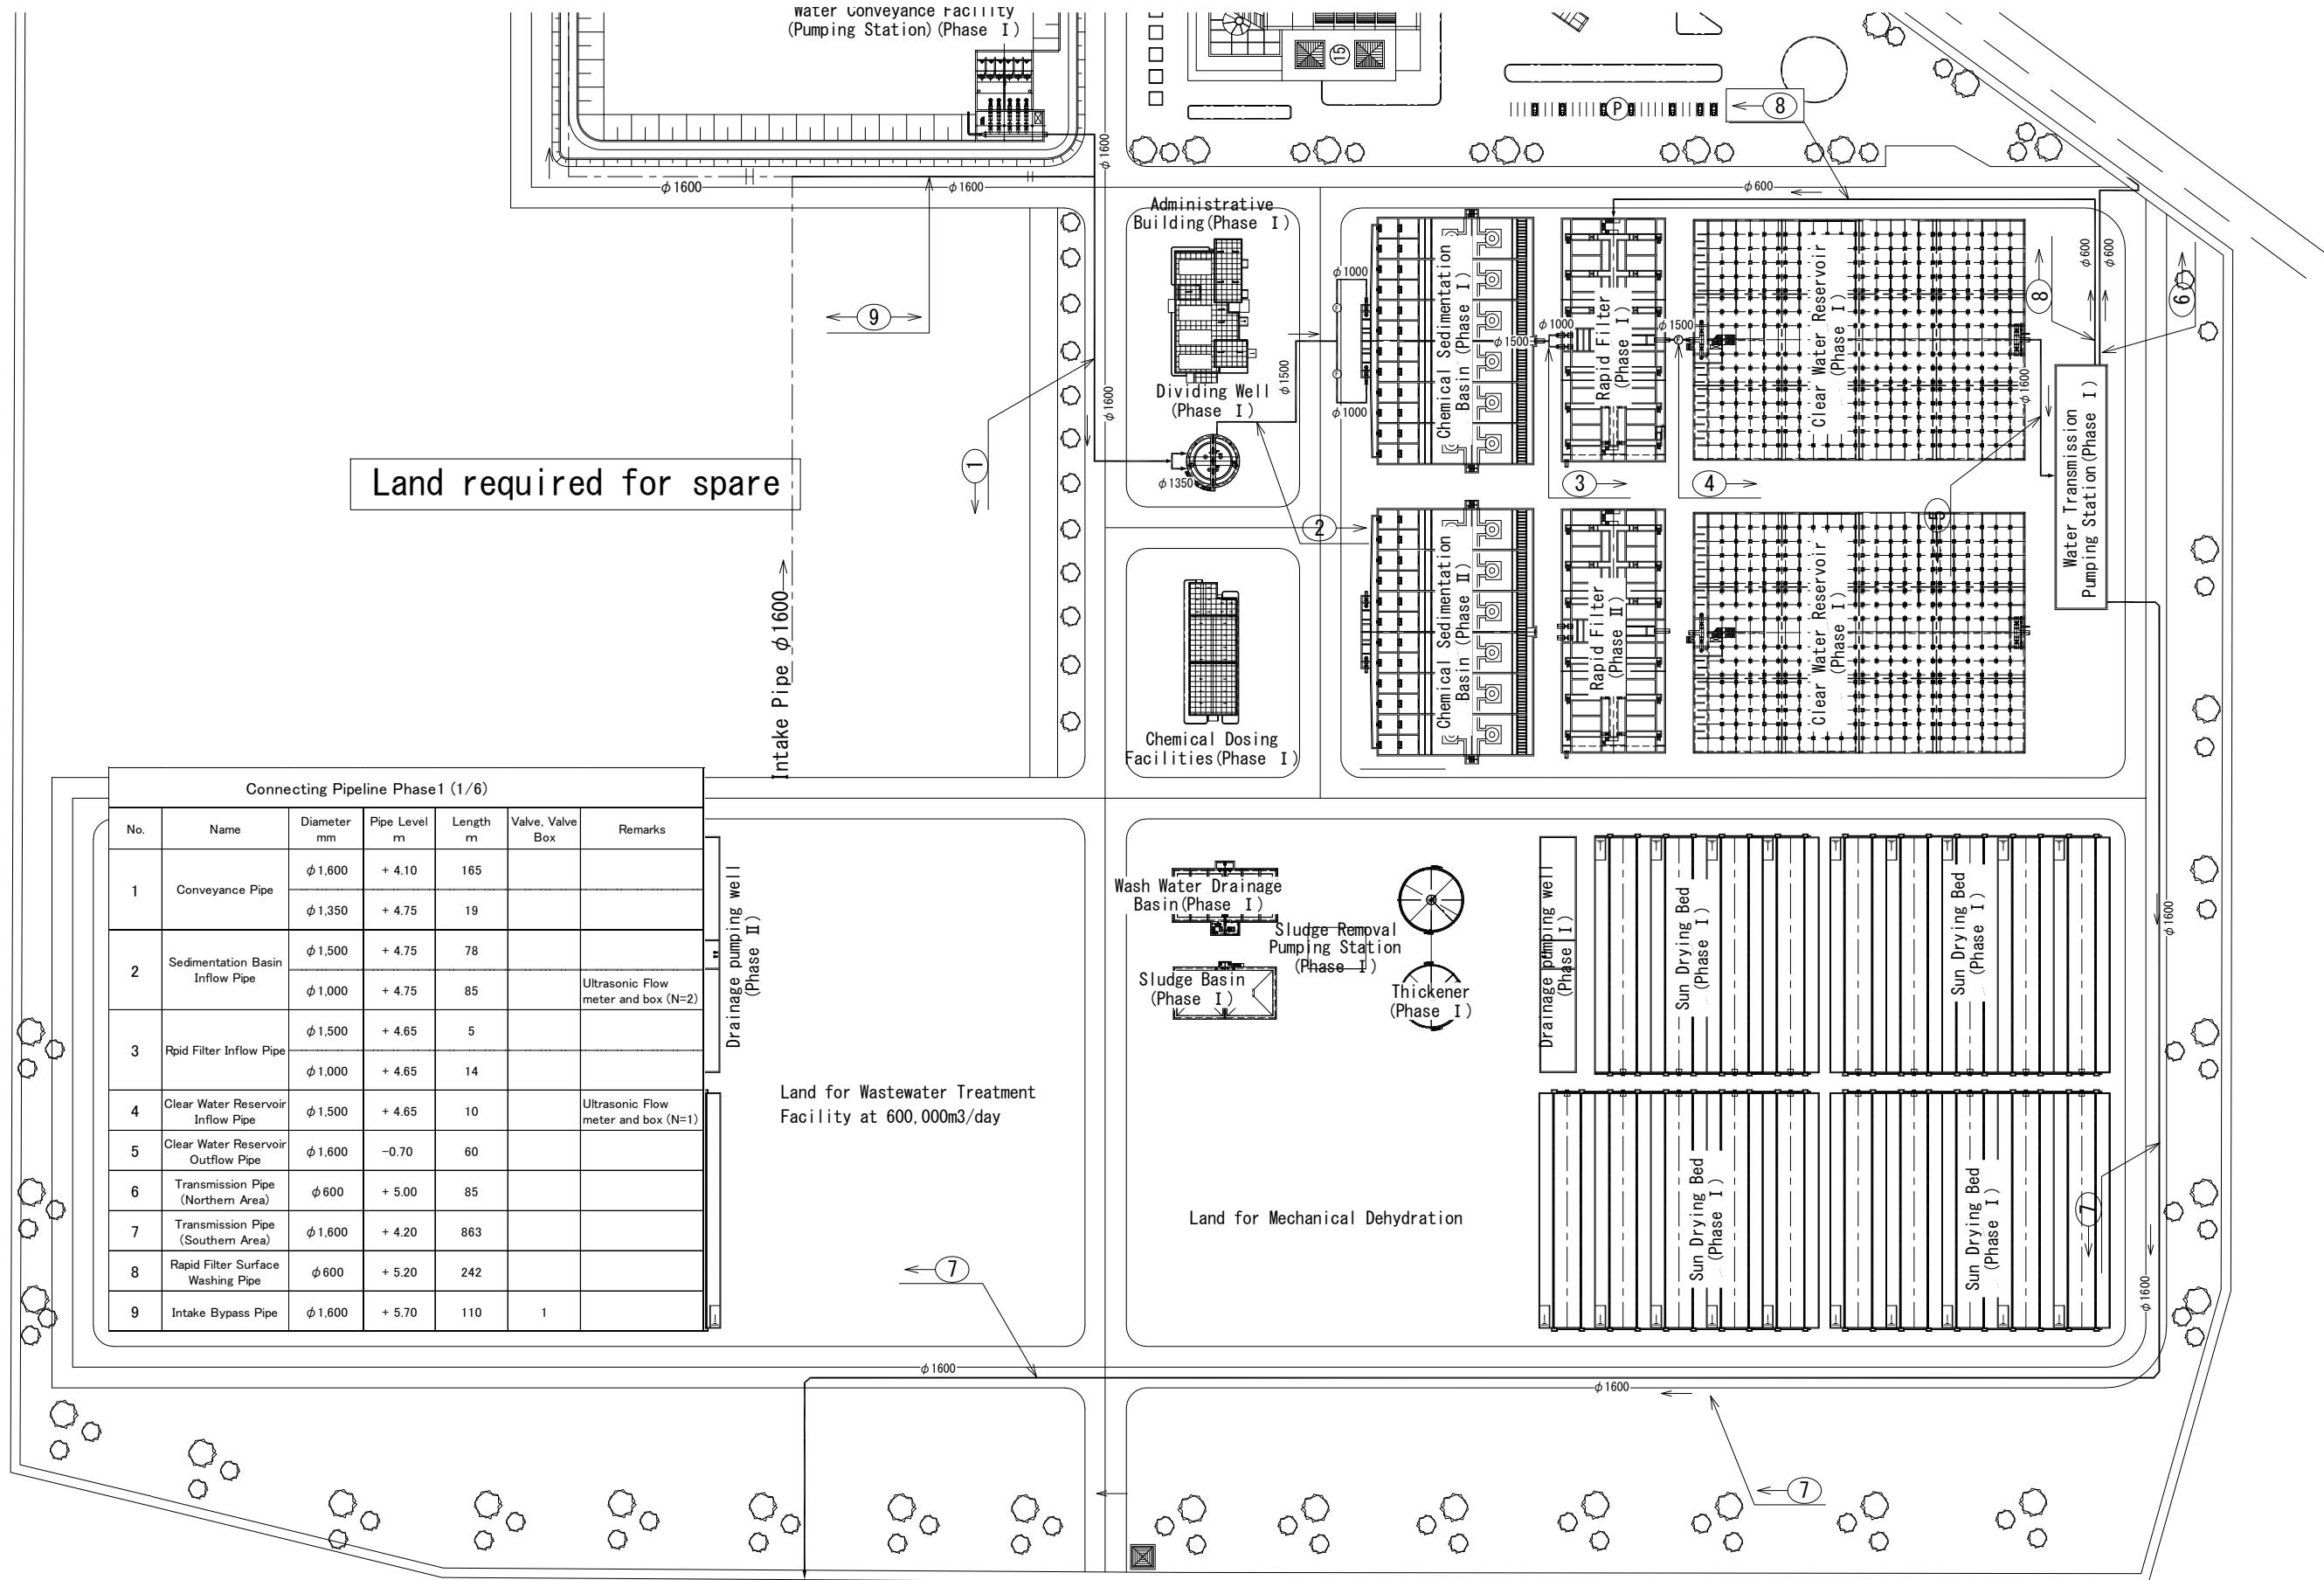 Water Conveyance Facility
(Pumping Station)(Phase Ⅰ)
15
P
8
φ1600
φ1600
φ1600
φ600
Administrative
Building(Phase Ⅰ)
9
φ1600
Dividing Well
(Phase Ⅰ)
φ1500
φ1350
1
φ1000
φ1000
Chemical Sedimentation
Basin (Phase Ⅰ)
φ1500
φ1000
Rapid Filter
(Phase Ⅰ)
φ1500
Clear Water Reservoir
(Phase Ⅰ)
φ1600
φ600
φ600
8
6
Water Transmission
Pumping Station(Phase Ⅰ)
Land required for spare
2
3
4
5
Intake Pipe φ1600
Chemical Dosing
Facilities(Phase Ⅰ)
Chemical Sedimentation
Basin (Phase Ⅱ)
Rapid Filter
(Phase Ⅱ)
Clear Water Reservoir
(Phase Ⅰ)
Connecting Pipeline Phase1 (1/6)
No. Name Diameter mm Pipe Level m Length m Valve, Valve Box Remarks
1 Conveyance Pipe φ1,600 + 4.10 165
φ1,350 + 4.75 19
2 Sedimentation Basin Inflow Pipe φ1,500 + 4.75 78
φ1,000 + 4.75 85 Ultrasonic Flow meter and box (N=2)
3 Rpid Filter Inflow Pipe φ1,500 + 4.65 5
φ1,000 + 4.65 14
4 Clear Water Reservoir Inflow Pipe φ1,500 + 4.65 10 Ultrasonic Flow meter and box (N=1)
5 Clear Water Reservoir Outflow Pipe φ1,600 -0.70 60
6 Transmission Pipe (Northern Area) φ600 + 5.00 85
7 Transmission Pipe (Southern Area) φ1,600 + 4.20 863
8 Rapid Filter Surface Washing Pipe φ600 + 5.20 242
9 Intake Bypass Pipe φ1,600 + 5.70 110 1
Drainage pumping well
(Phase Ⅱ)
Land for Wastewater Treatment
Facility at 600,000m3/day
Wash Water Drainage
Basin(Phase Ⅰ)
Sludge Removal
Pumping Station
(Phase Ⅰ)
Sludge Basin
(Phase Ⅰ)
Thickener
(Phase Ⅰ)
Drainage pumping well
(Phase Ⅰ)
Sun Drying Bed
(Phase Ⅰ)
Sun Drying Bed
(Phase Ⅰ)
φ1600
Land for Mechanical Dehydration
Sun Drying Bed
(Phase Ⅰ)
Sun Drying Bed
(Phase Ⅰ)
7
φ1600
7
φ1600
φ1600
7